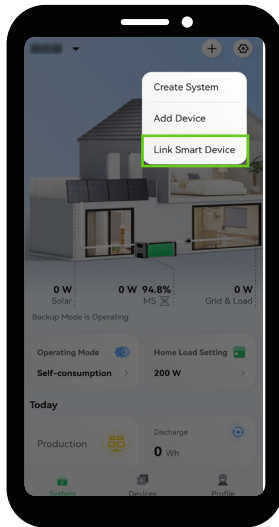 Create System
Add Device
Link Smart Device
0 W
Solar
0 W 94.8%
MS
0 W
Grid & Load
Backup Mode is Operating
Operating Mode
Self-consumption
Home Load Setting
200 W
Today
Production
Discharge
0 Wh
System
Devices
Profile